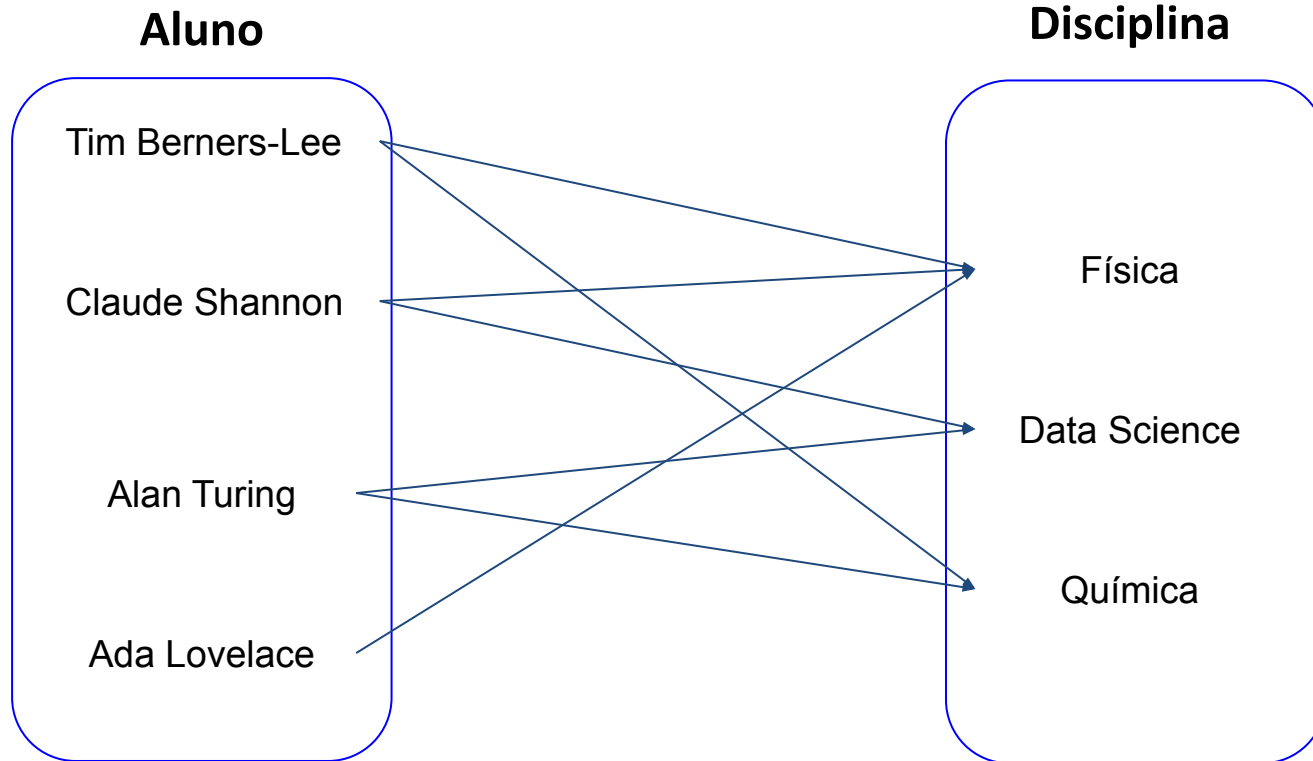 Aluno
Disciplina
Tim Berners-Lee
Claude Shannon
Alan Turing
Ada Lovelace
Física
Data Science
Química